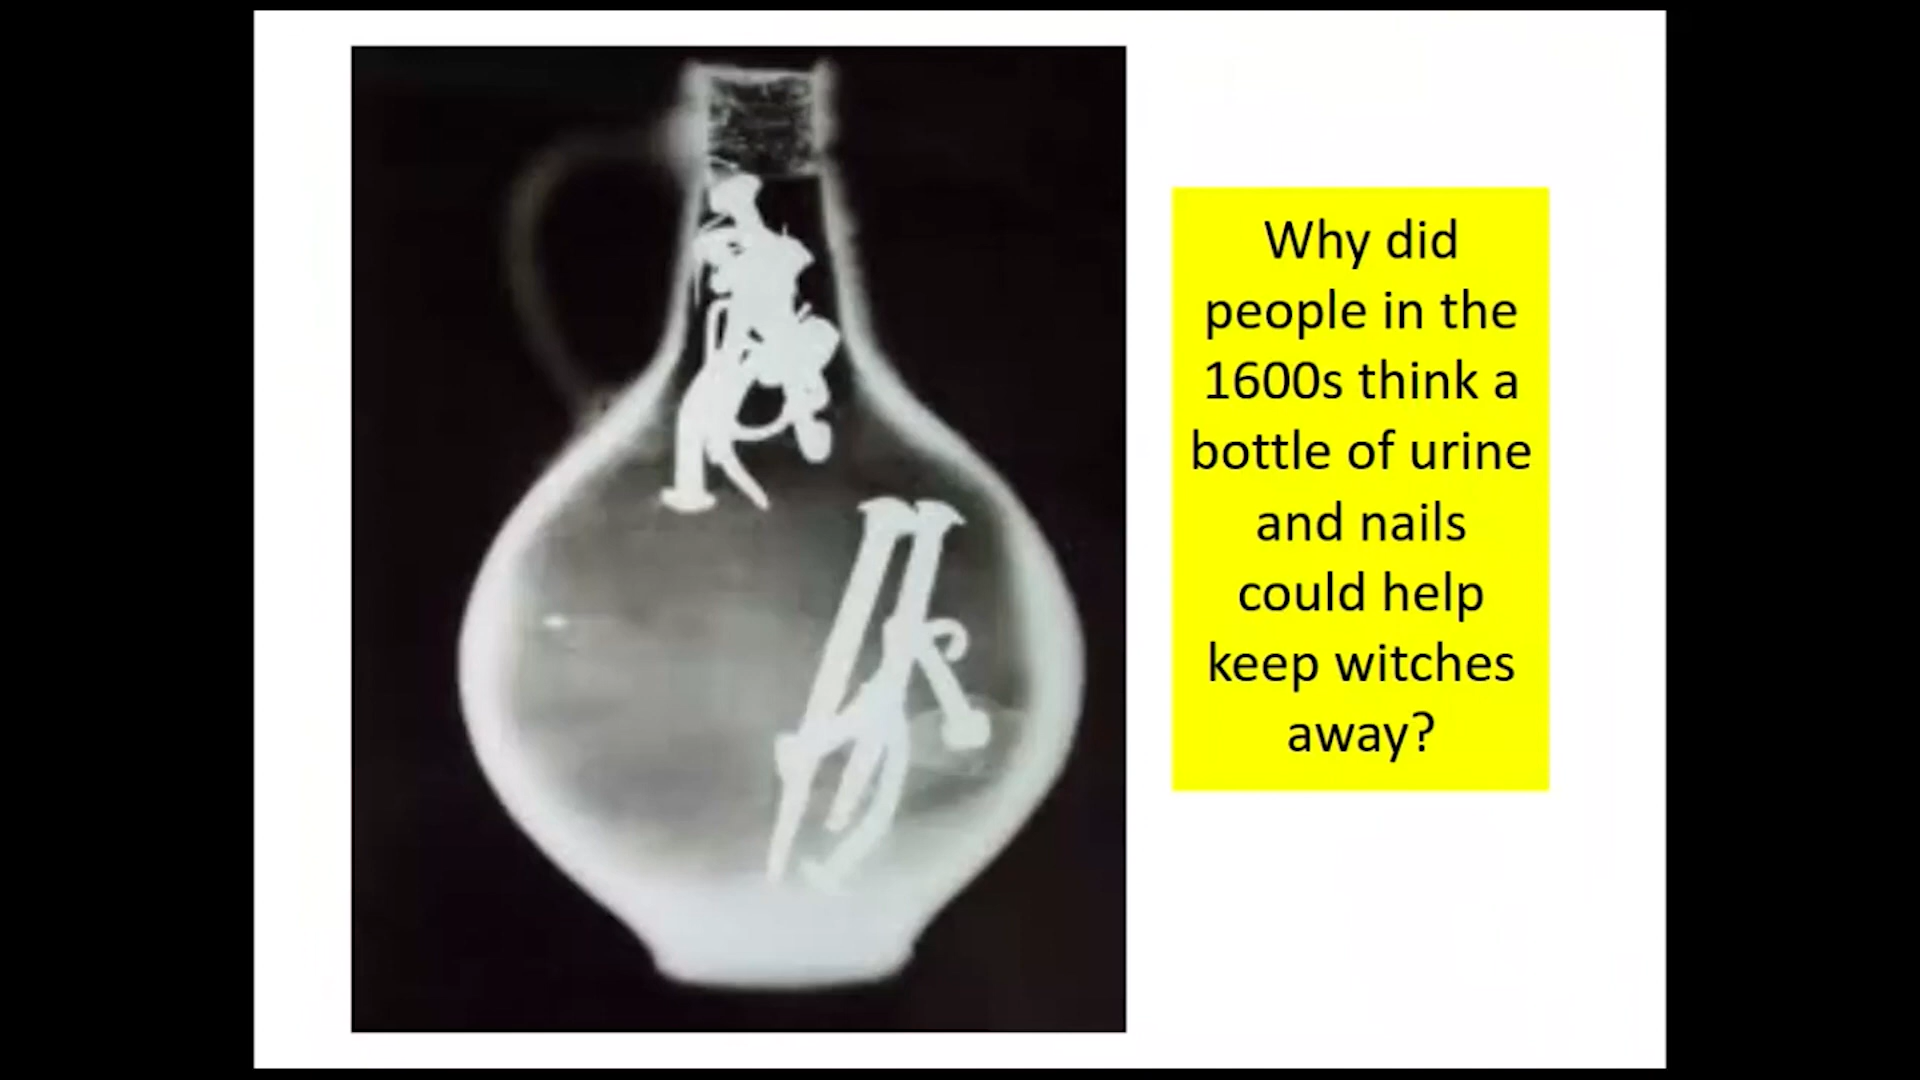 Why did
people in the
1600s think a
bottle of urine
and nails
could help
keep witches
away?